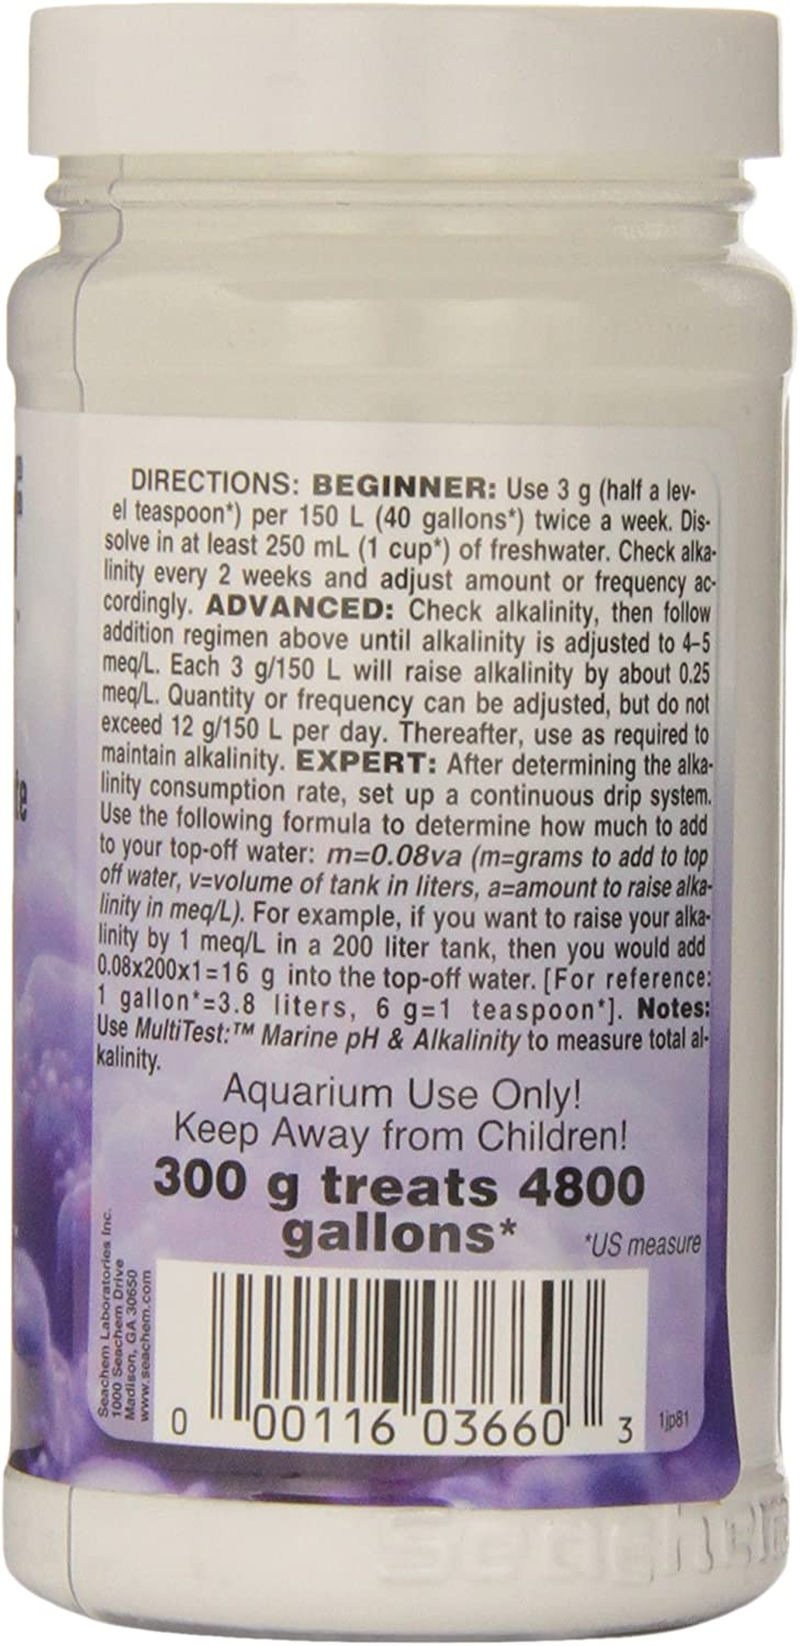 DIRECTIONS: BEGINNER: Use 3 g (half a lev-
el teaspoon*) per 150 L (40 gallons*) twice a week. Dis-
solve in at least 250 mL (1 cup*) of freshwater. Check alka-
linity every 2 weeks and adjust amount or frequency ac-
cordingly. ADVANCED: Check alkalinity, then follow
addition regimen above until alkalinity is adjusted to 4–5
meq/L. Each 3 g/150 L will raise alkalinity by about 0.25
meq/L. Quantity or frequency can be adjusted, but do not
exceed 12 g/150 L per day. Thereafter, use as required to
maintain alkalinity. EXPERT: After determining the alka-
linity consumption rate, set up a continuous drip system.
Use the following formula to determine how much to add
to your top-off water: m=0.08va (m=grams to add to top
off water, v=volume of tank in liters, a=amount to raise alka-
linity in meq/L). For example, if you want to raise your alka-
linity by 1 meq/L in a 200 liter tank, then you would add
0.08x200x1=16 g into the top-off water. [For reference:
1 gallon*=3.8 liters, 6 g=1 teaspoon*]. Notes:
Use MultiTest:™ Marine pH & Alkalinity to measure total al-
kalinity.
Aquarium Use Only!
Keep Away from Children!
300 g treats 4800
gallons*
*US measure
Seachem Laboratories Inc.
1000 Seachem Drive
Madison, GA 30650
www.seachem.com
0 00116 03660 3
1jp81
Seachem